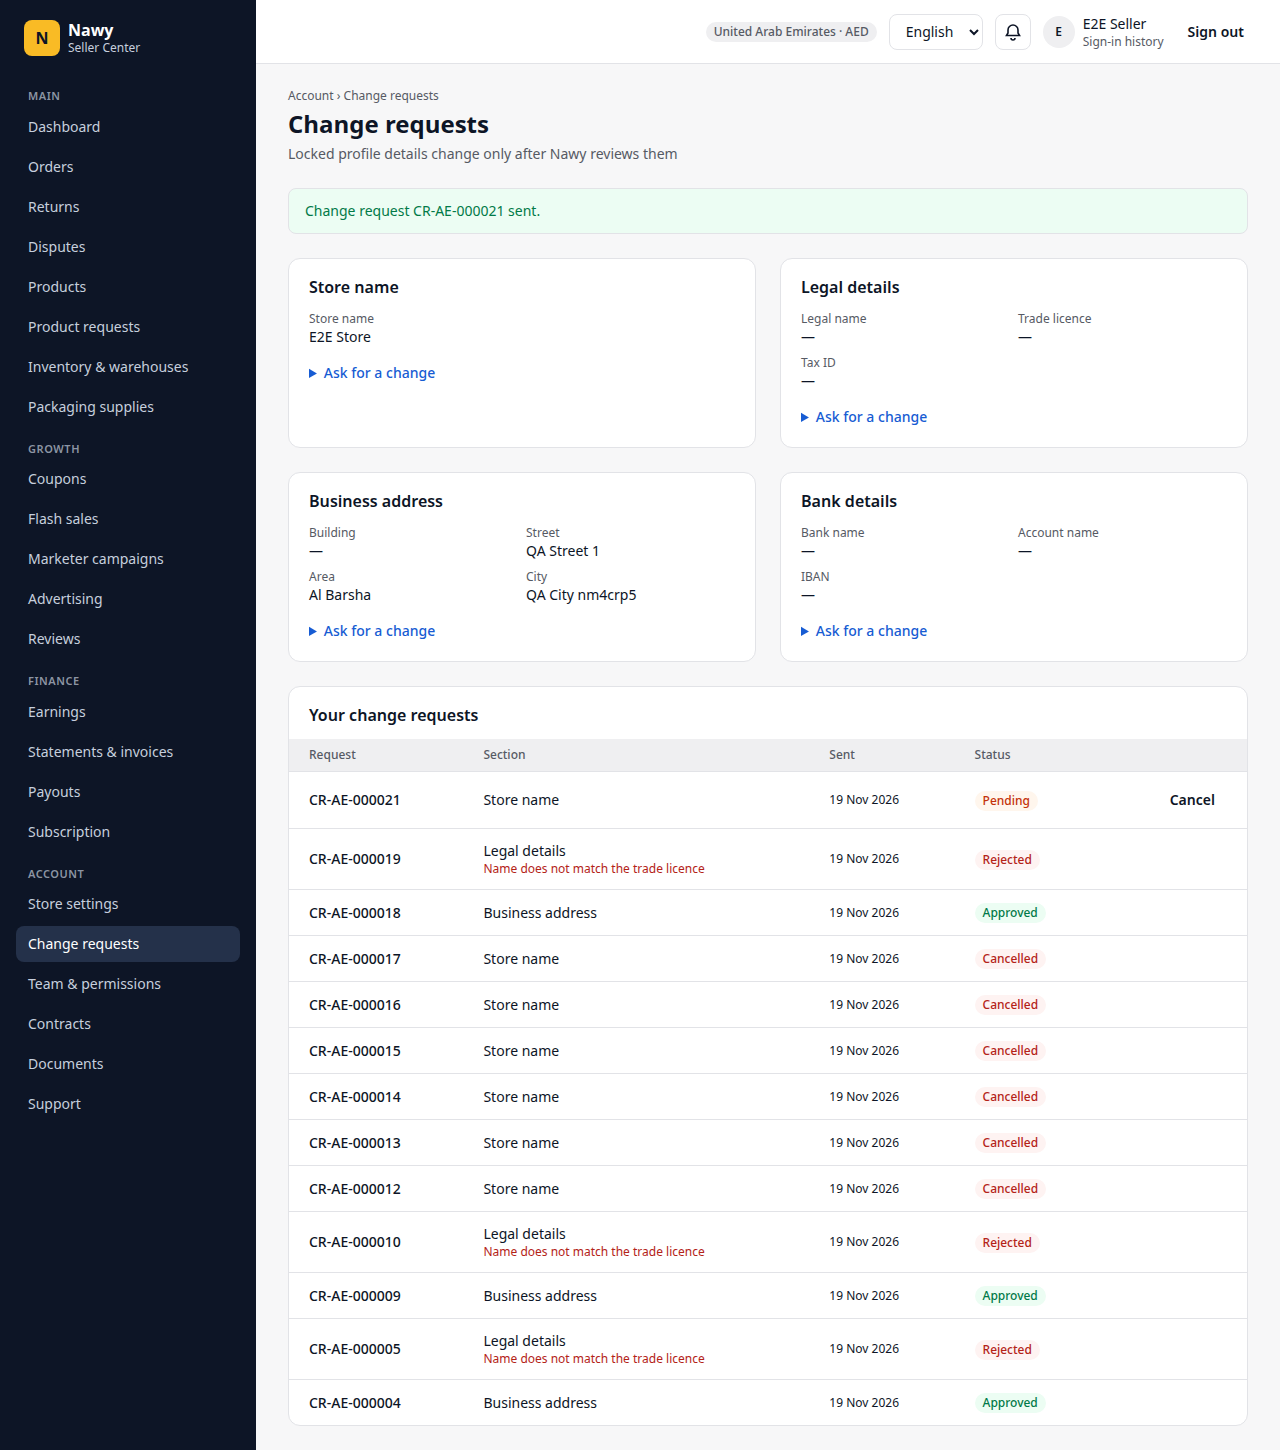 N
Nawy
Seller Center
MAIN
Dashboard
Orders
Returns
Disputes
Products
Product requests
Inventory & warehouses
Packaging supplies
GROWTH
Coupons
Flash sales
Marketer campaigns
Advertising
Reviews
FINANCE
Earnings
Statements & invoices
Payouts
Subscription
ACCOUNT
Store settings
Change requests
Team & permissions
Contracts
Documents
Support
United Arab Emirates · AED
English
E
E2E Seller
Sign-in history
Sign out
Account › Change requests
Change requests
Locked profile details change only after Nawy reviews them
Change request CR-AE-000021 sent.
Store name
Store name
E2E Store
Ask for a change
Legal details
Legal name Trade licence
— —
Tax ID
—
Ask for a change
Business address
Building Street
— QA Street 1
Area City
Al Barsha QA City nm4crp5
Ask for a change
Bank details
Bank name Account name
— —
IBAN
—
Ask for a change
Your change requests
Request Section Sent Status
CR-AE-000021 Store name 19 Nov 2026 Pending Cancel
CR-AE-000019 Legal details 19 Nov 2026 Rejected
Name does not match the trade licence
CR-AE-000018 Business address 19 Nov 2026 Approved
CR-AE-000017 Store name 19 Nov 2026 Cancelled
CR-AE-000016 Store name 19 Nov 2026 Cancelled
CR-AE-000015 Store name 19 Nov 2026 Cancelled
CR-AE-000014 Store name 19 Nov 2026 Cancelled
CR-AE-000013 Store name 19 Nov 2026 Cancelled
CR-AE-000012 Store name 19 Nov 2026 Cancelled
CR-AE-000010 Legal details 19 Nov 2026 Rejected
Name does not match the trade licence
CR-AE-000009 Business address 19 Nov 2026 Approved
CR-AE-000005 Legal details 19 Nov 2026 Rejected
Name does not match the trade licence
CR-AE-000004 Business address 19 Nov 2026 Approved